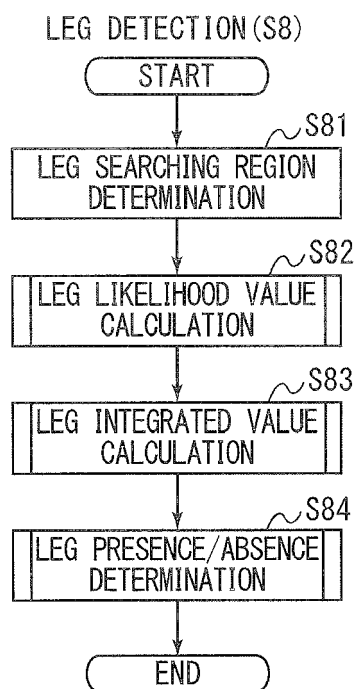 LEG DETECTION(S8)
START
S81
LEG SEARCHING REGION
DETERMINATION
S82
LEG LIKELIHOOD VALUE
CALCULATION
S83
LEG INTEGRATED VALUE
CALCULATION
S84
LEG PRESENCE/ABSENCE
DETERMINATION
END